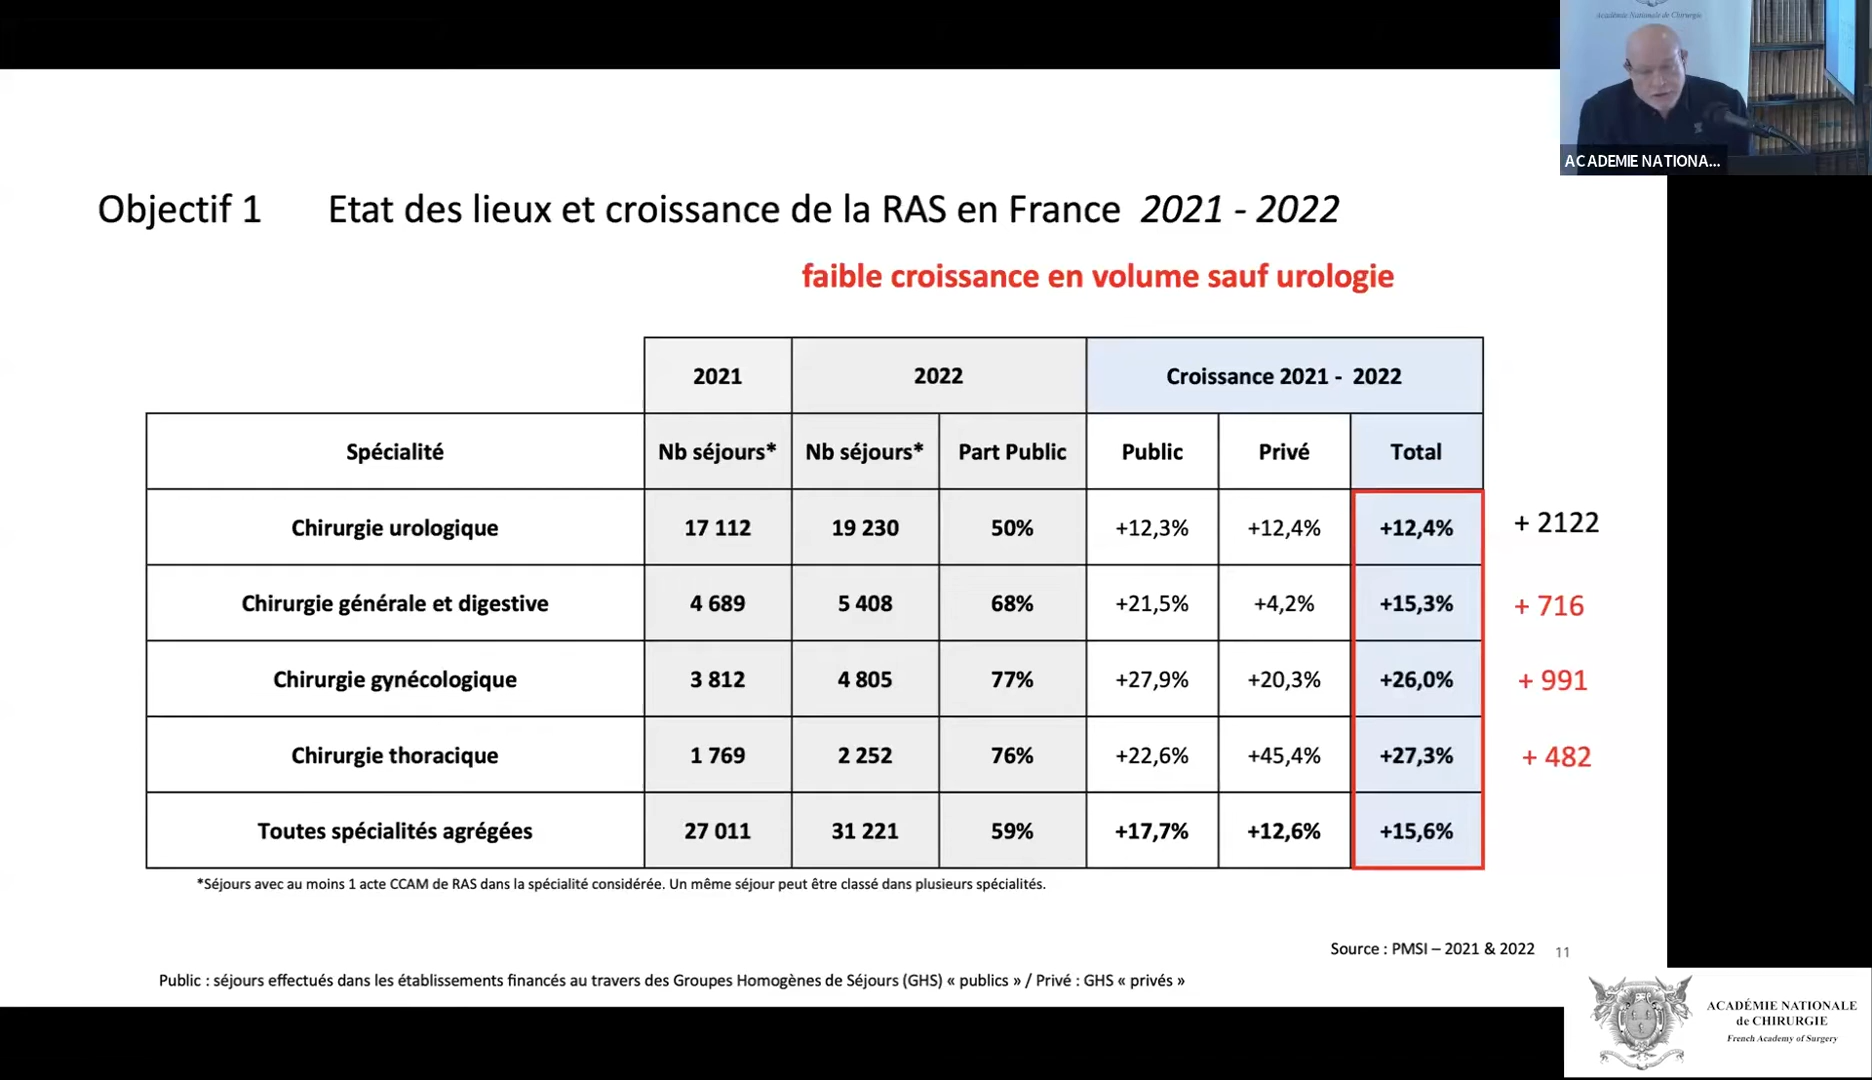 Académie Nationale de Chirurgie
ACADEMIE NATIONA...
Objectif 1 Etat des lieux et croissance de la RAS en France 2021 - 2022
faible croissance en volume sauf urologie
2021 2022 Croissance 2021 - 2022
Spécialité Nb séjours* Nb séjours* Part Public Public Privé Total
Chirurgie urologique 17 112 19 230 50% +12,3% +12,4% +12,4% + 2122
Chirurgie générale et digestive 4 689 5 408 68% +21,5% +4,2% +15,3% + 716
Chirurgie gynécologique 3 812 4 805 77% +27,9% +20,3% +26,0% + 991
Chirurgie thoracique 1 769 2 252 76% +22,6% +45,4% +27,3% + 482
Toutes spécialités agrégées 27 011 31 221 59% +17,7% +12,6% +15,6%
*Séjours avec au moins 1 acte CCAM de RAS dans la spécialité considérée. Un même séjour peut être classé dans plusieurs spécialités.
Source : PMSI – 2021 & 2022 11
Public : séjours effectués dans les établissements financés au travers des Groupes Homogènes de Séjours (GHS) « publics » / Privé : GHS « privés »
ACADÉMIE NATIONALE
de CHIRURGIE
French Academy of Surgery